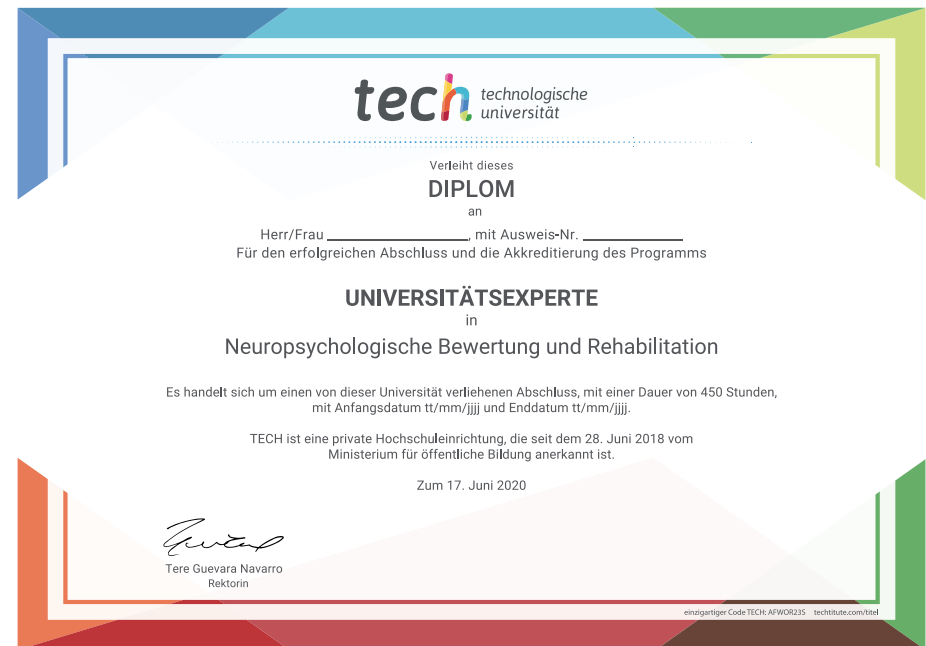 tech technologische
universität
Verleiht dieses
DIPLOM
an
Herr/Frau __________________, mit Ausweis-Nr. _____________
Für den erfolgreichen Abschluss und die Akkreditierung des Programms
UNIVERSITÄTSEXPERTE
in
Neuropsychologische Bewertung und Rehabilitation
Es handelt sich um einen von dieser Universität verliehenen Abschluss, mit einer Dauer von 450 Stunden,
mit Anfangsdatum tt/mm/jjjj und Enddatum tt/mm/jjjj.
TECH ist eine private Hochschuleinrichtung, die seit dem 28. Juni 2018 vom
Ministerium für öffentliche Bildung anerkannt ist.
Zum 17. Juni 2020
Tere Guevara Navarro
Rektorin
einzigartiger Code TECH: AFWOR23S techtitute.com/titel